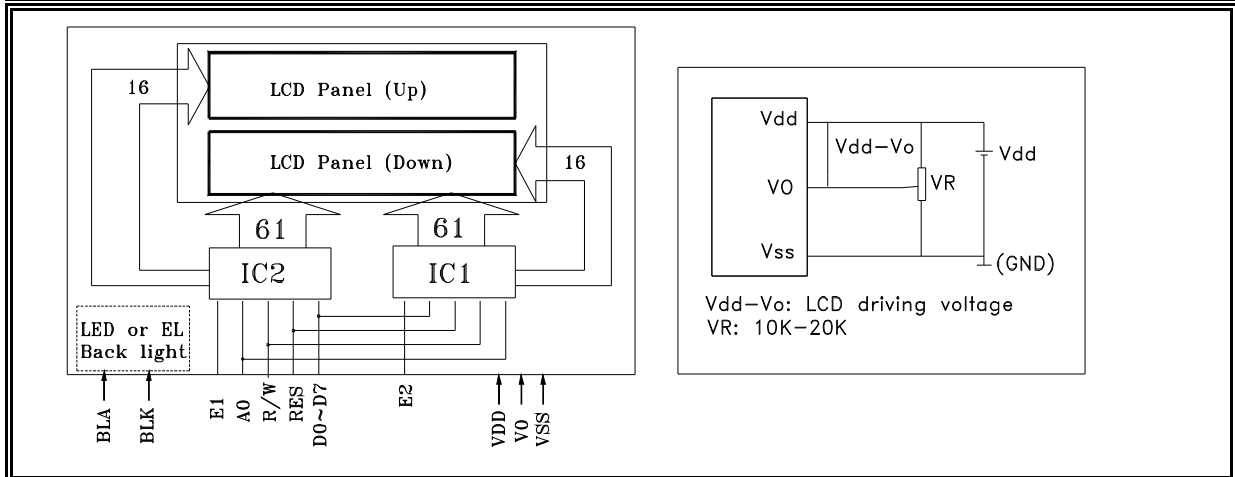 LCD Panel (Up)
16
LCD Panel (Down)
16
61
61
IC2
IC1
LED or EL
Back light
BLA
BLK
E1
A0
R/W
RES
D0~D7
E2
VDD
V0
VSS
Vdd
Vdd-Vo
Vdd
VO
VR
Vss
(GND)
Vdd-Vo: LCD driving voltage
VR: 10K-20K